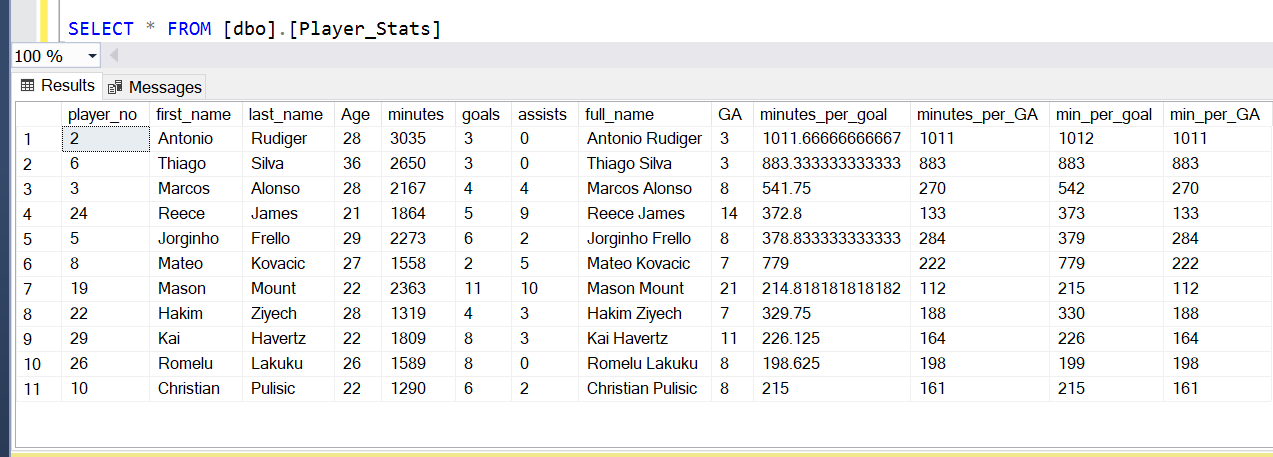 SELECT * FROM [dbo].[Player_Stats]
100 %
Results Messages
player_no first_name last_name Age minutes goals assists full_name GA minutes_per_goal minutes_per_GA min_per_goal min_per_GA
1 2 Antonio Rudiger 28 3035 3 0 Antonio Rudiger 3 1011.66666666667 1011 1012 1011
2 6 Thiago Silva 36 2650 3 0 Thiago Silva 3 883.333333333333 883 883 883
3 3 Marcos Alonso 28 2167 4 4 Marcos Alonso 8 541.75 270 542 270
4 24 Reece James 21 1864 5 9 Reece James 14 372.8 133 373 133
5 5 Jorginho Frello 29 2273 6 2 Jorginho Frello 8 378.833333333333 284 379 284
6 8 Mateo Kovacic 27 1558 2 5 Mateo Kovacic 7 779 222 779 222
7 19 Mason Mount 22 2363 11 10 Mason Mount 21 214.818181818182 112 215 112
8 22 Hakim Ziyech 28 1319 4 3 Hakim Ziyech 7 329.75 188 330 188
9 29 Kai Havertz 22 1809 8 3 Kai Havertz 11 226.125 164 226 164
10 26 Romelu Lakuku 26 1589 8 0 Romelu Lakuku 8 198.625 198 199 198
11 10 Christian Pulisic 22 1290 6 2 Christian Pulisic 8 215 161 215 161